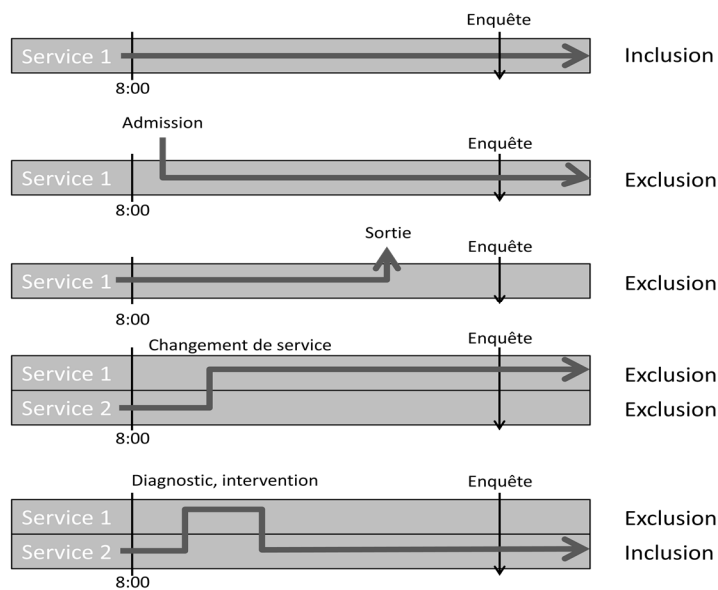 Enquête
Service 1 Inclusion
8:00
Admission
Enquête
Service 1 Exclusion
8:00
Sortie
Enquête
Service 1 Exclusion
8:00
Enquête
Changement de service
Service 1 Exclusion
Service 2 Exclusion
8:00
Diagnostic, intervention Enquête
Service 1 Exclusion
Service 2 Inclusion
8:00